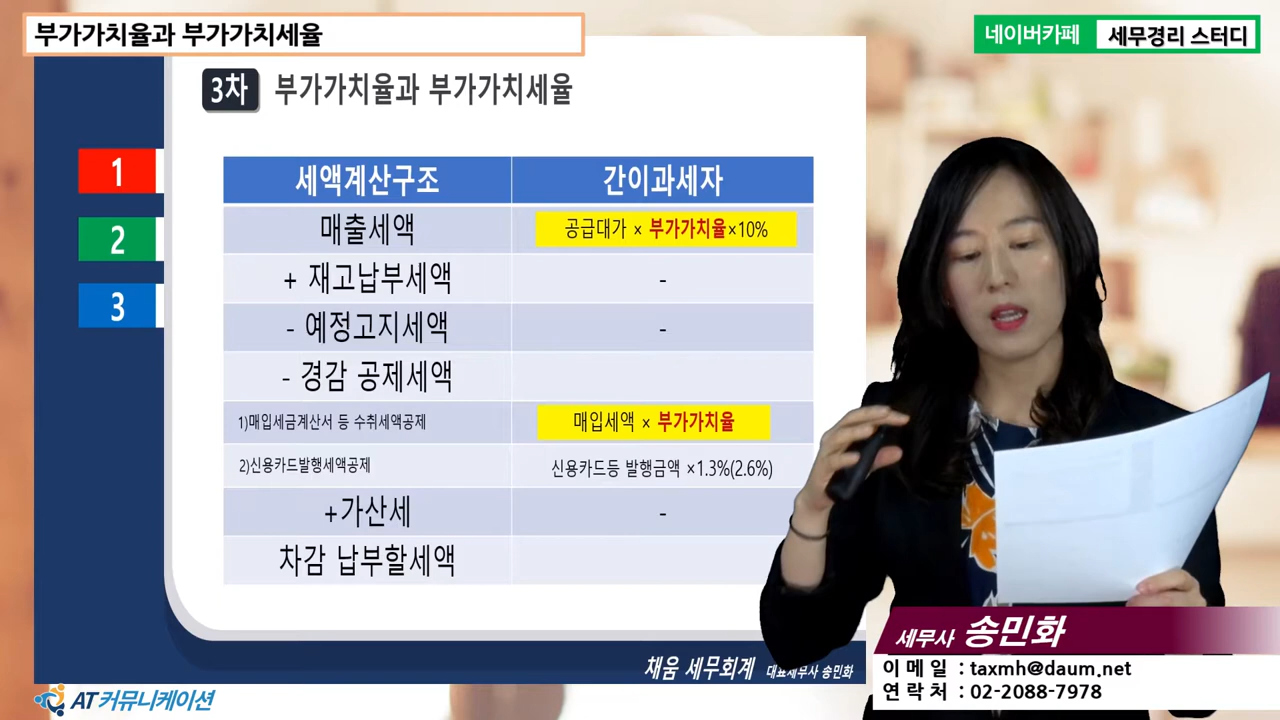 부가가치율과 부가가치세율
네이버카페 세무경리 스터디
3차 부가가치율과 부가가치세율
1
2
3
세액계산구조 간이과세자
매출세액 공급대가 × 부가가치율×10%
+ 재고납부세액 -
- 예정고지세액 -
- 경감 공제세액
1)매입세금계산서 등 수취세액공제 매입세액 × 부가가치율
2)신용카드발행세액공제 신용카드등 발행금액 ×1.3%(2.6%)
+가산세 -
차감 납부할세액
세무사 송민화
채움 세무회계 대표세무사 송민화
이 메 일 : taxmh@daum.net
연 락 처 : 02-2088-7978
AT커뮤니케이션